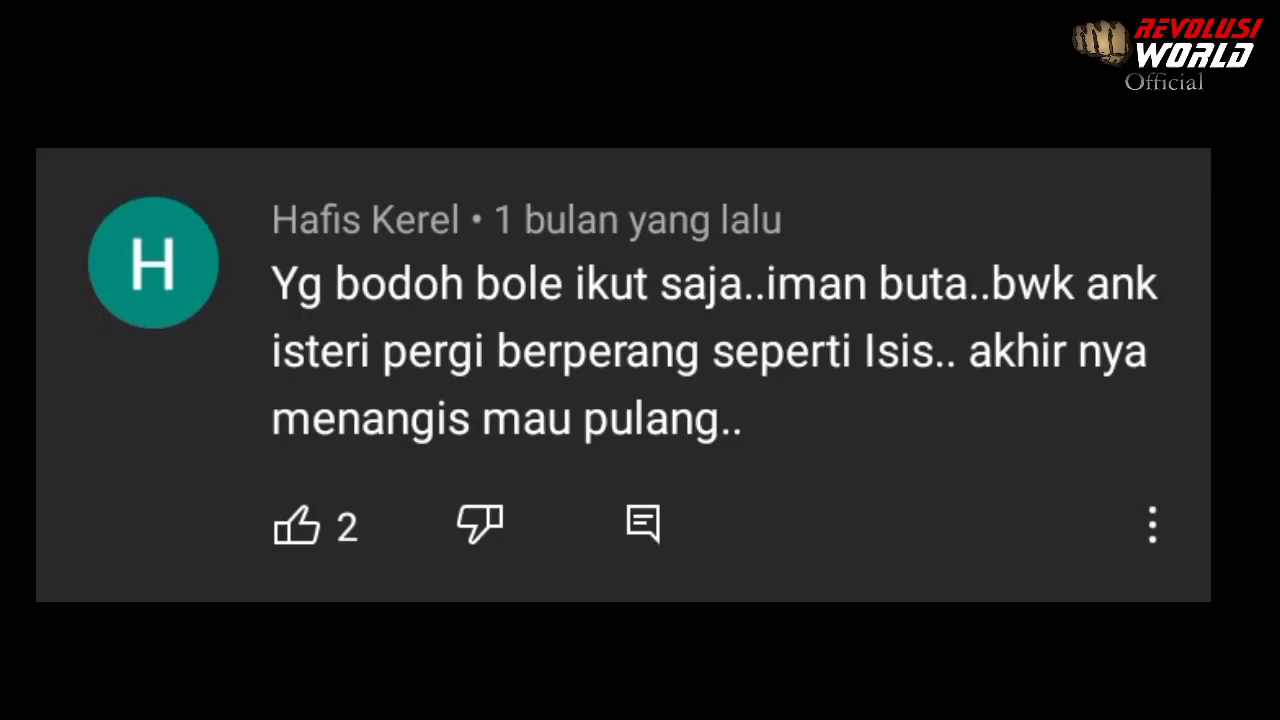 REVOLUSI
WORLD
Official
Hafis Kerel • 1 bulan yang lalu
Yg bodoh bole ikut saja..iman buta..bwk ank
isteri pergi berperang seperti Isis.. akhir nya
menangis mau pulang..
2
H